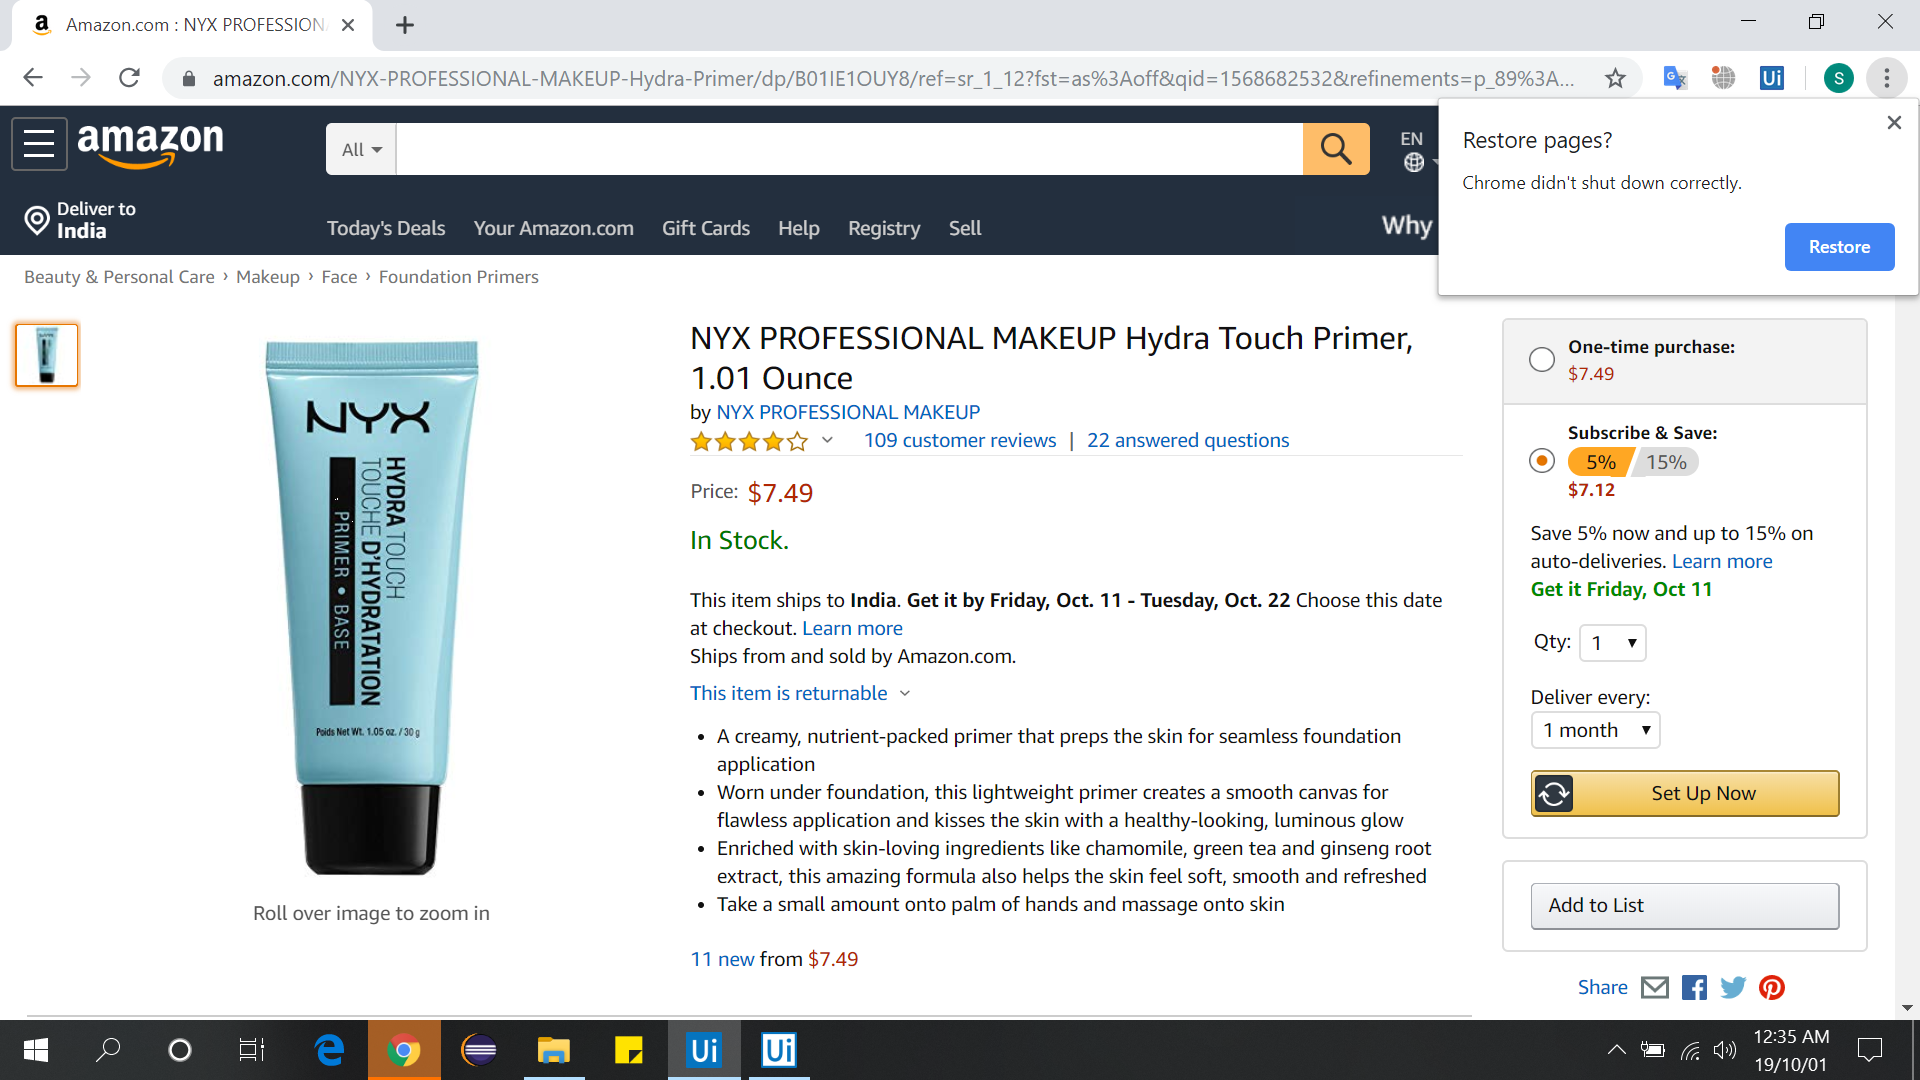 Amazon.com : NYX PROFESSION
amazon.com/NYX-PROFESSIONAL-MAKEUP-Hydra-Primer/dp/B01IE1OUY8/ref=sr_1_12?fst=as%3Aoff&qid=1568682532&refinements=p_89%3A...
S
Ui
Restore pages?
Chrome didn't shut down correctly.
Restore
amazon
All
EN
Deliver to
India
Today's Deals Your Amazon.com Gift Cards Help Registry Sell
Why
Beauty & Personal Care › Makeup › Face › Foundation Primers
NYX
HYDRA TOUCH
TOUCHE D'HYDRATATION
PRIMER • BASE
Poids Net Wt. 1.05 oz. / 30 g
Roll over image to zoom in
NYX PROFESSIONAL MAKEUP Hydra Touch Primer,
1.01 Ounce
by NYX PROFESSIONAL MAKEUP
109 customer reviews | 22 answered questions
Price: $7.49
In Stock.
This item ships to India. Get it by Friday, Oct. 11 - Tuesday, Oct. 22 Choose this date
at checkout. Learn more
Ships from and sold by Amazon.com.
This item is returnable
• A creamy, nutrient-packed primer that preps the skin for seamless foundation
application
• Worn under foundation, this lightweight primer creates a smooth canvas for
flawless application and kisses the skin with a healthy-looking, luminous glow
• Enriched with skin-loving ingredients like chamomile, green tea and ginseng root
extract, this amazing formula also helps the skin feel soft, smooth and refreshed
• Take a small amount onto palm of hands and massage onto skin
11 new from $7.49
One-time purchase:
$7.49
Subscribe & Save:
5% 15%
$7.12
Save 5% now and up to 15% on
auto-deliveries. Learn more
Get it Friday, Oct 11
Qty: 1
Deliver every:
1 month
Set Up Now
Add to List
Share
Ui
Ui
12:35 AM
19/10/01